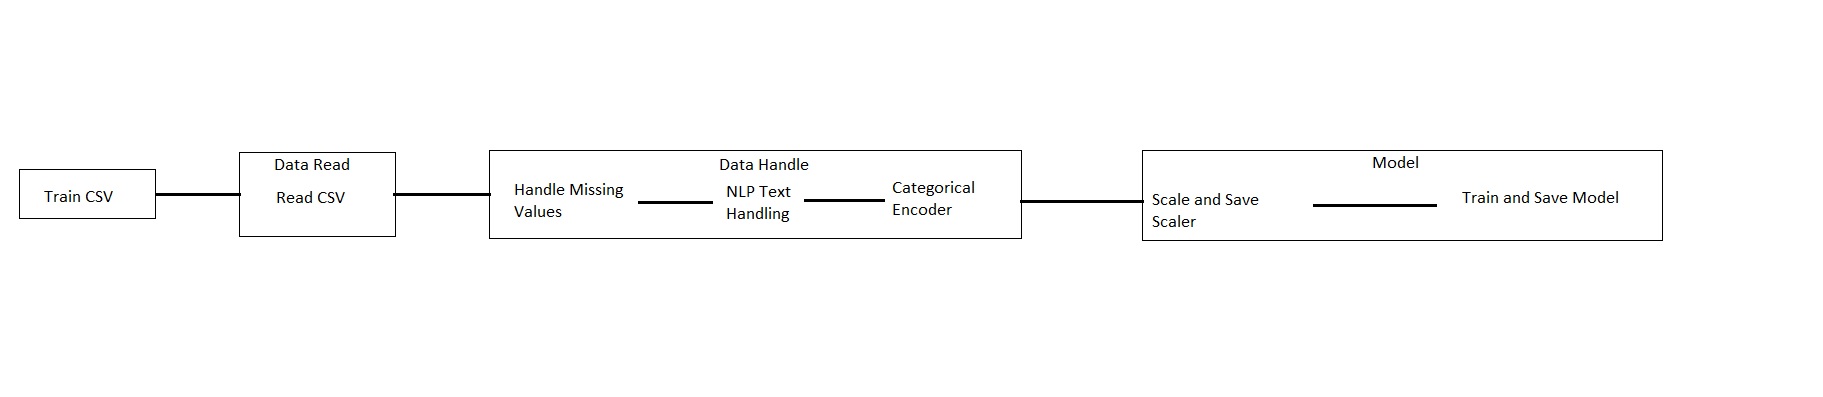 Train CSV
Data Read
Read CSV
Data Handle
Handle Missing
Values
NLP Text
Handling
Categorical
Encoder
Model
Scale and Save
Scaler
Train and Save Model